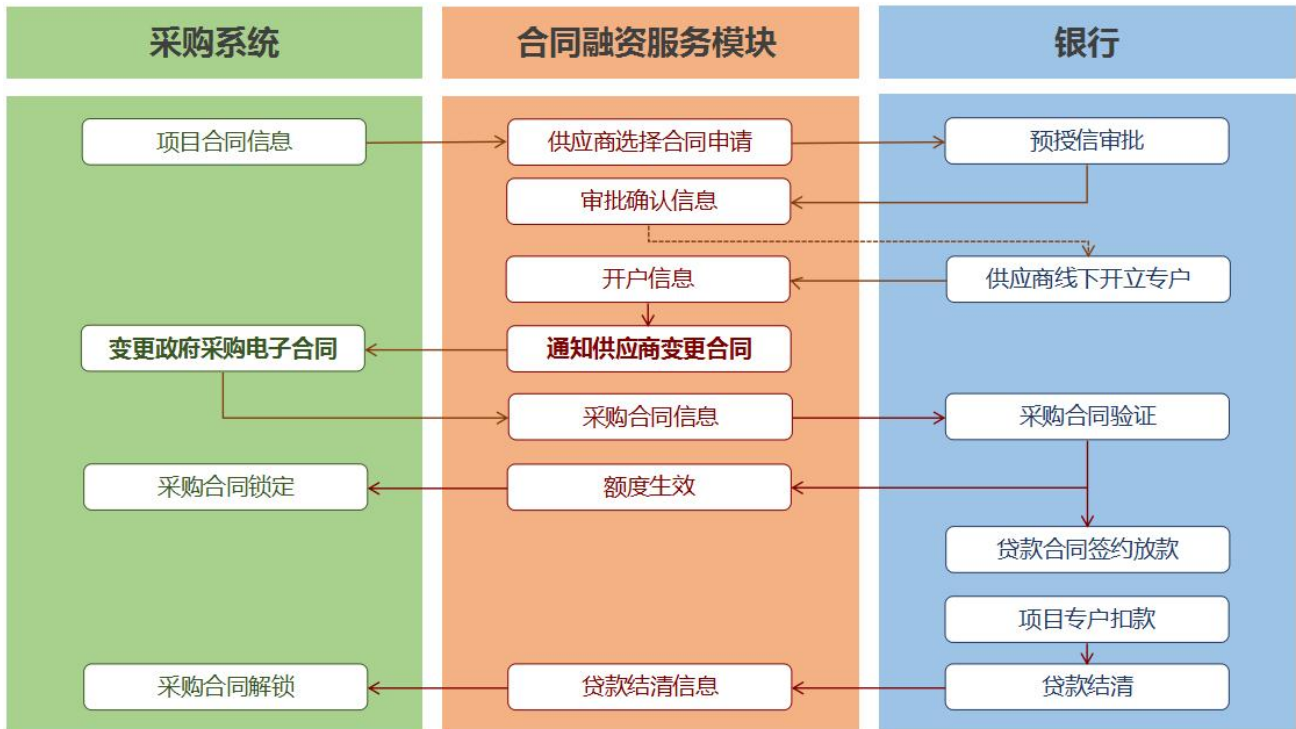 采购系统
合同融资服务模块
银行
项目合同信息
供应商选择合同申请
预授信审批
审批确认信息
开户信息
供应商线下开立专户
变更政府采购电子合同
通知供应商变更合同
采购合同信息
采购合同验证
采购合同锁定
额度生效
贷款合同签约放款
项目专户扣款
采购合同解锁
贷款结清信息
贷款结清